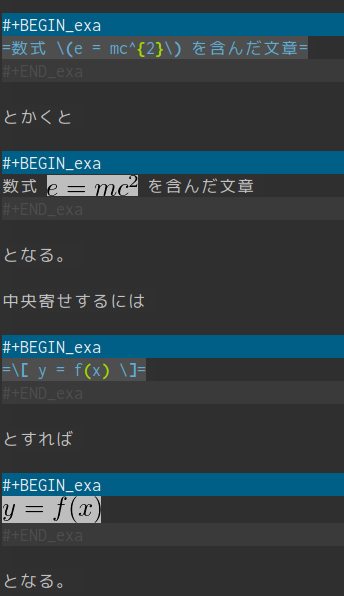 #+BEGIN_exa
=数式 \(e = mc^{2}\) を含んだ文章=
#+END_exa
とかくと
#+BEGIN_exa
数式 e = mc² を含んだ文章
#+END_exa
となる。
中央寄せするには
#+BEGIN_exa
=\[ y = f(x) \]=
#+END_exa
とすれば
#+BEGIN_exa
y = f(x)
#+END_exa
となる。